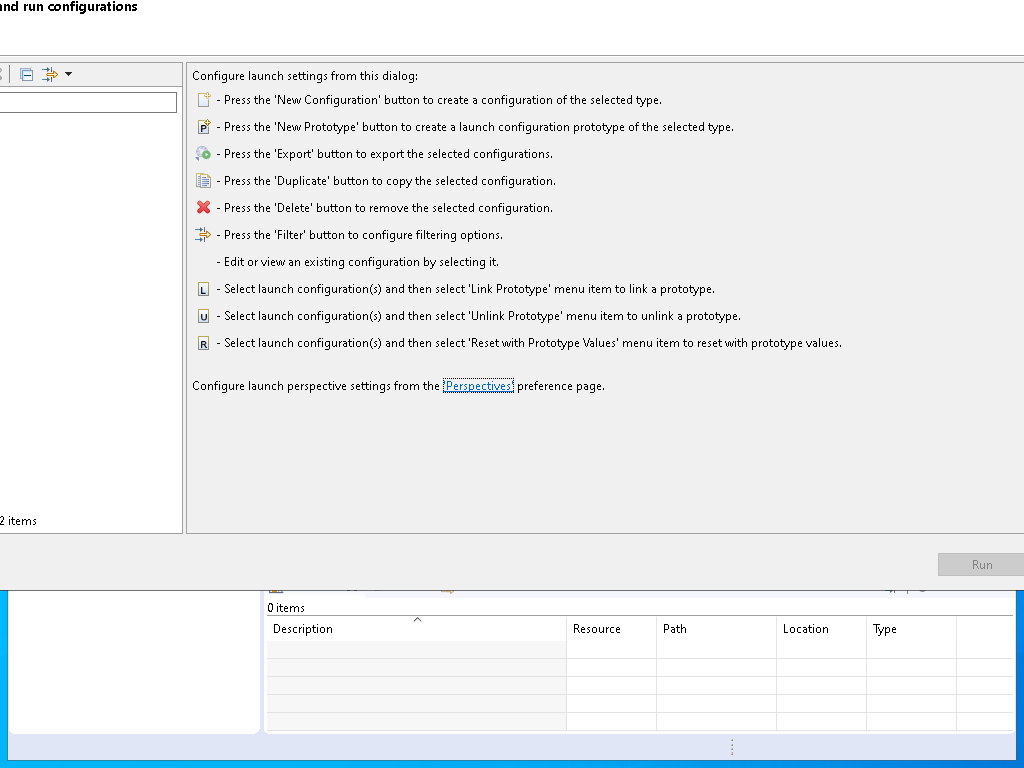 and run configurations
Configure launch settings from this dialog:
- Press the 'New Configuration' button to create a configuration of the selected type.
P - Press the 'New Prototype' button to create a launch configuration prototype of the selected type.
- Press the 'Export' button to export the selected configurations.
- Press the 'Duplicate' button to copy the selected configuration.
- Press the 'Delete' button to remove the selected configuration.
- Press the 'Filter' button to configure filtering options.
- Edit or view an existing configuration by selecting it.
L - Select launch configuration(s) and then select 'Link Prototype' menu item to link a prototype.
U - Select launch configuration(s) and then select 'Unlink Prototype' menu item to unlink a prototype.
R - Select launch configuration(s) and then select 'Reset with Prototype Values' menu item to reset with prototype values.
Configure launch perspective settings from the 'Perspectives' preference page.
2 items
Run
0 items
Description Resource Path Location Type